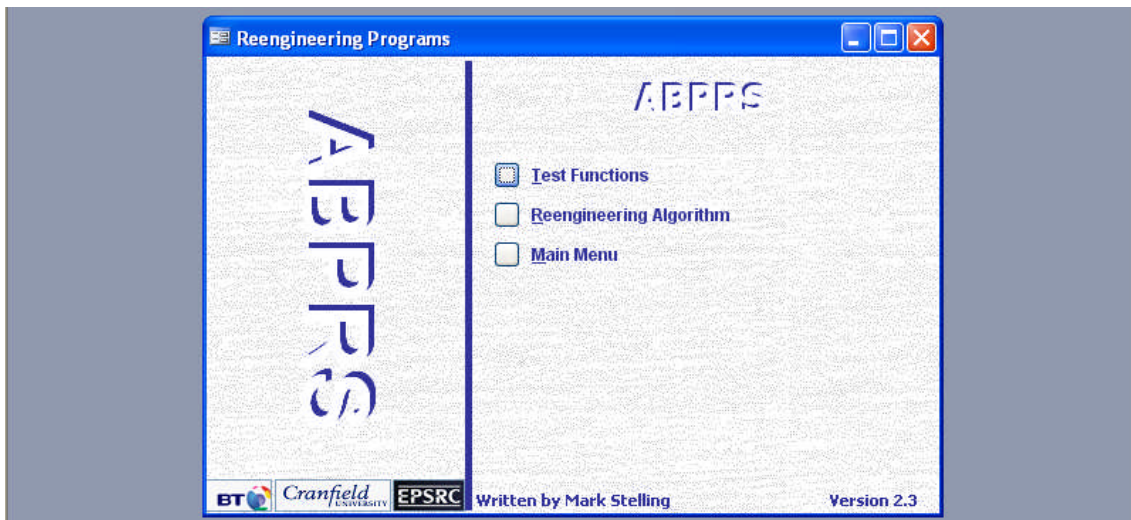 Reengineering Programs
ABPRS
ABPRS
Test Functions
Reengineering Algorithm
Main Menu
BT
Cranfield
UNIVERSITY
EPSRC
Written by Mark Stelling
Version 2.3